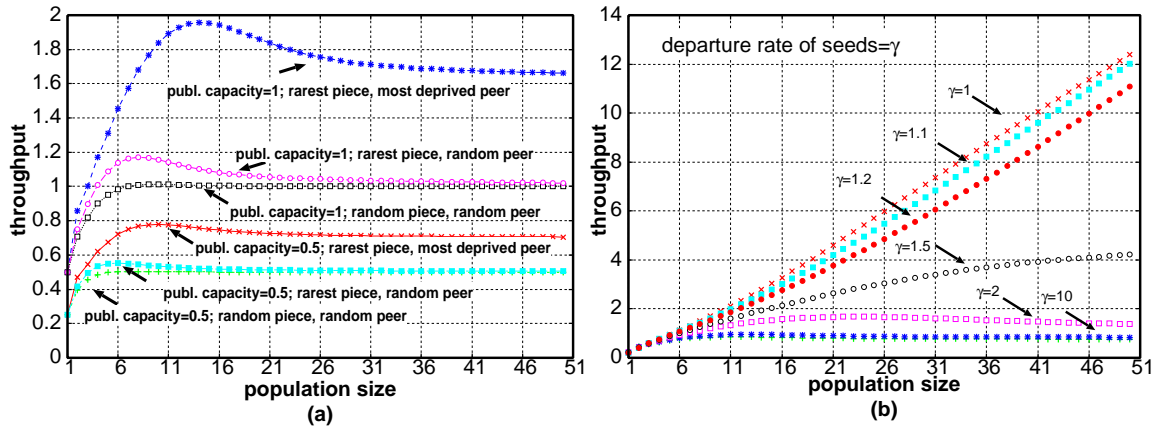 2
1.8
1.6
1.4
1.2
1
0.8
0.6
0.4
0.2
0
throughput
publ. capacity=1; rarest piece, most deprived peer
publ. capacity=1; rarest piece, random peer
publ. capacity=1; random piece, random peer
publ. capacity=0.5; rarest piece, most deprived peer
publ. capacity=0.5; rarest piece, random peer
publ. capacity=0.5; random piece, random peer
1 6 11 16 21 26 31 36 41 46 51
population size
(a)
14
12
10
8
6
4
2
0
throughput
departure rate of seeds=γ
γ=1
γ=1.1
γ=1.2
γ=1.5
γ=2
γ=10
1 6 11 16 21 26 31 36 41 46 51
population size
(b)